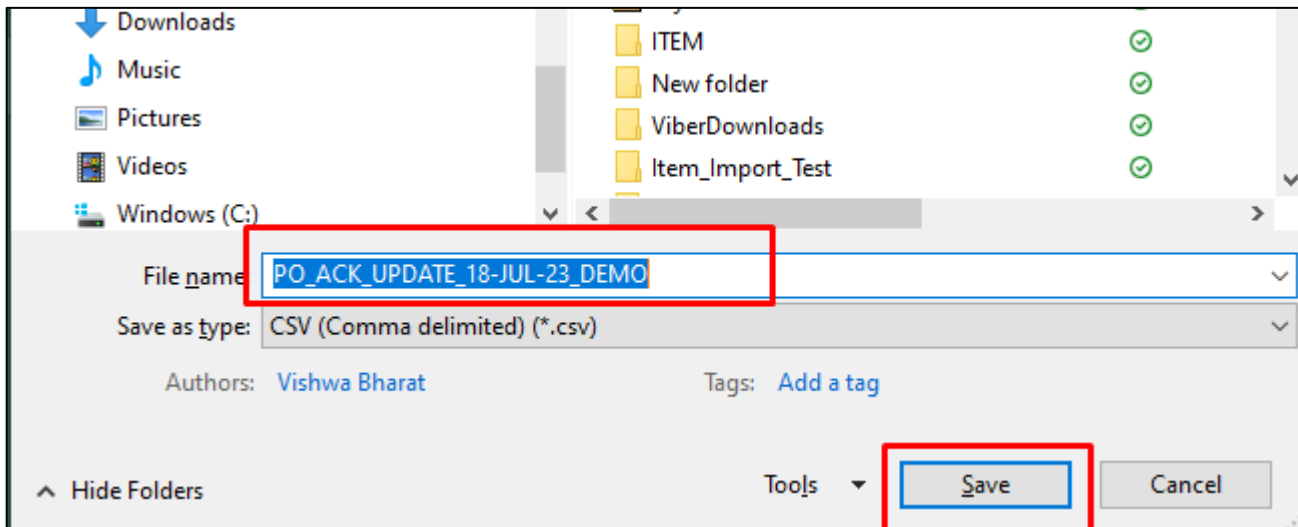 Downloads
Music
Pictures
Videos
Windows (C:)
ITEM
New folder
ViberDownloads
Item_Import_Test
File name PO_ACK_UPDATE_18-JUL-23_DEMO
Save as type: CSV (Comma delimited) (*.csv)
Authors: Vishwa Bharat Tags: Add a tag
Hide Folders Tools Save Cancel